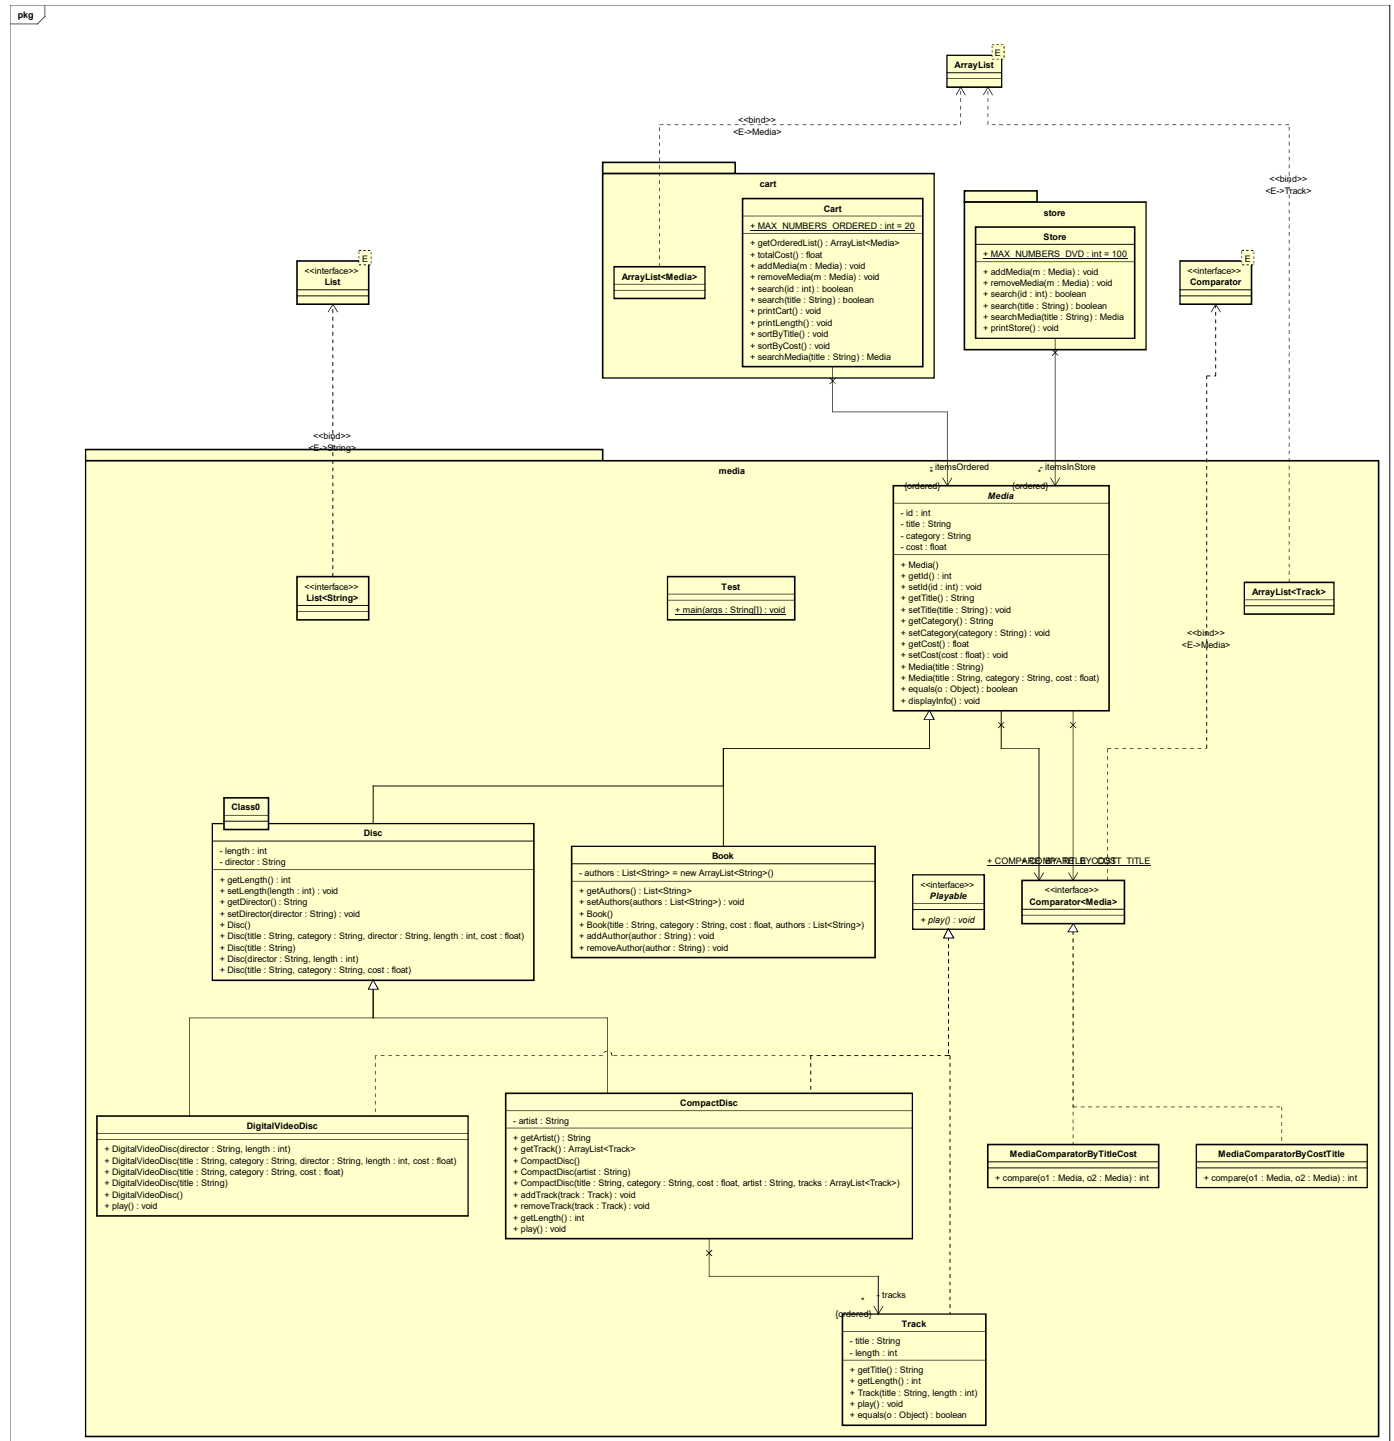 pkg
E
ArrayList
<<bind>>
<E->Media>
<<bind>>
<E->Track>
cart
Cart
+ MAX_NUMBERS_ORDERED : int = 20
+ getOrderedList() : ArrayList<Media>
+ totalCost() : float
+ addMedia(m : Media) : void
+ removeMedia(m : Media) : void
+ search(id : int) : boolean
+ search(title : String) : boolean
+ printCart() : void
+ printLength() : void
+ sortByTitle() : void
+ sortByCost() : void
+ searchMedia(title : String) : Media
ArrayList<Media>
store
Store
+ MAX_NUMBERS_DVD : int = 100
+ addMedia(m : Media) : void
+ removeMedia(m : Media) : void
+ search(id : int) : boolean
+ search(title : String) : boolean
+ searchMedia(title : String) : Media
+ printStore() : void
E
<<interface>>
List
E
<<interface>>
Comparator
<<bind>>
<E->String>
media
- itemsOrdered
*
{ordered}
- itemsInStore
*
{ordered}
Media
- id : int
- title : String
- category : String
- cost : float
+ Media()
+ getId() : int
+ setId(id : int) : void
+ getTitle() : String
+ setTitle(title : String) : void
+ getCategory() : String
+ setCategory(category : String) : void
+ getCost() : float
+ setCost(cost : float) : void
+ Media(title : String)
+ Media(title : String, category : String, cost : float)
+ equals(o : Object) : boolean
+ displayInfo() : void
<<interface>>
List<String>
Test
+ main(args : String[]) : void
ArrayList<Track>
<<bind>>
<E->Media>
Class0
Disc
- length : int
- director : String
+ getLength() : int
+ setLength(length : int) : void
+ getDirector() : String
+ setDirector(director : String) : void
+ Disc()
+ Disc(title : String, category : String, director : String, length : int, cost : float)
+ Disc(title : String)
+ Disc(director : String, length : int)
+ Disc(title : String, category : String, cost : float)
Book
- authors : List<String> = new ArrayList<String>()
+ getAuthors() : List<String>
+ setAuthors(authors : List<String>) : void
+ Book()
+ Book(title : String, category : String, cost : float, authors : List<String>)
+ addAuthor(author : String) : void
+ removeAuthor(author : String) : void
<<interface>>
Playable
+ play() : void
<<interface>>
Comparator<Media>
DigitalVideoDisc
+ DigitalVideoDisc(director : String, length : int)
+ DigitalVideoDisc(title : String, category : String, director : String, length : int, cost : float)
+ DigitalVideoDisc(title : String, category : String, cost : float)
+ DigitalVideoDisc(title : String)
+ DigitalVideoDisc()
+ play() : void
CompactDisc
- artist : String
+ getArtist() : String
+ getTrack() : ArrayList<Track>
+ CompactDisc()
+ CompactDisc(artist : String)
+ CompactDisc(title : String, category : String, cost : float, artist : String, tracks : ArrayList<Track>)
+ addTrack(track : Track) : void
+ removeTrack(track : Track) : void
+ getLength() : int
+ play() : void
MediaComparatorByTitleCost
+ compare(o1 : Media, o2 : Media) : int
MediaComparatorByCostTitle
+ compare(o1 : Media, o2 : Media) : int
- tracks
*
{ordered}
Track
- title : String
- length : int
+ getTitle() : String
+ getLength() : int
+ Track(title : String, length : int)
+ play() : void
+ equals(o : Object) : boolean